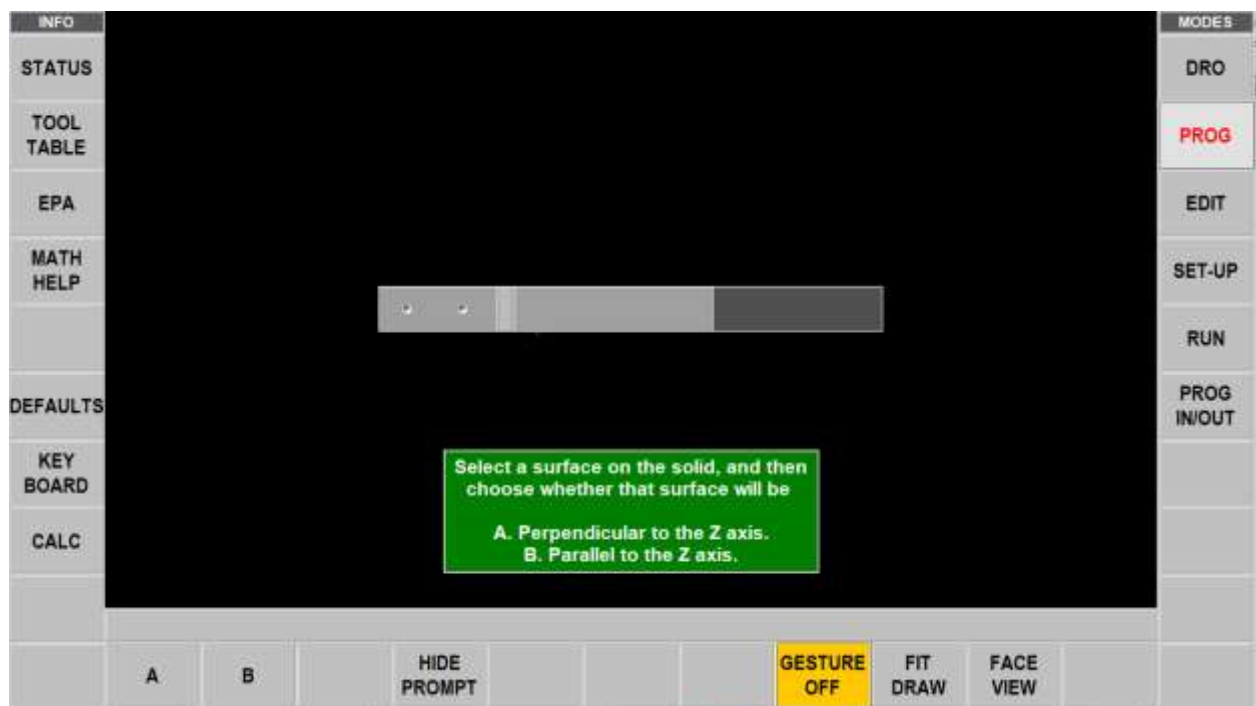 INFO
STATUS
TOOL
TABLE
EPA
MATH
HELP
DEFAULTS
KEY
BOARD
CALC
Select a surface on the solid, and then
choose whether that surface will be
A. Perpendicular to the Z axis.
B. Parallel to the Z axis.
MODES
DRO
PROG
EDIT
SET-UP
RUN
PROG
IN/OUT
A
B
HIDE
PROMPT
GESTURE
OFF
FIT
DRAW
FACE
VIEW